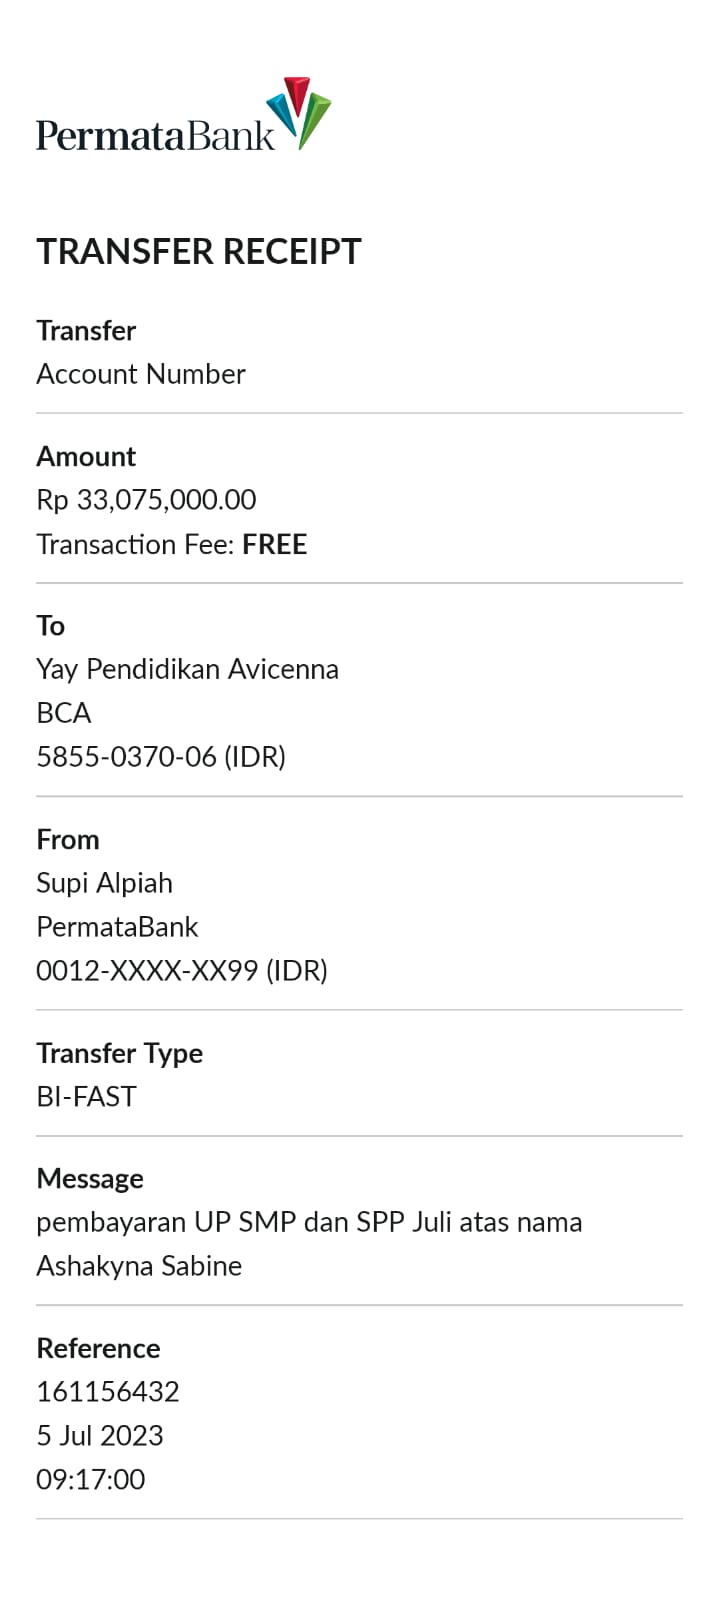 PermataBank
TRANSFER RECEIPT
Transfer
Account Number
Amount
Rp 33,075,000.00
Transaction Fee: FREE
To
Yay Pendidikan Avicenna
BCA
5855-0370-06 (IDR)
From
Supi Alpiah
PermataBank
0012-XXXX-XX99 (IDR)
Transfer Type
BI-FAST
Message
pembayaran UP SMP dan SPP Juli atas nama
Ashakyna Sabine
Reference
161156432
5 Jul 2023
09:17:00